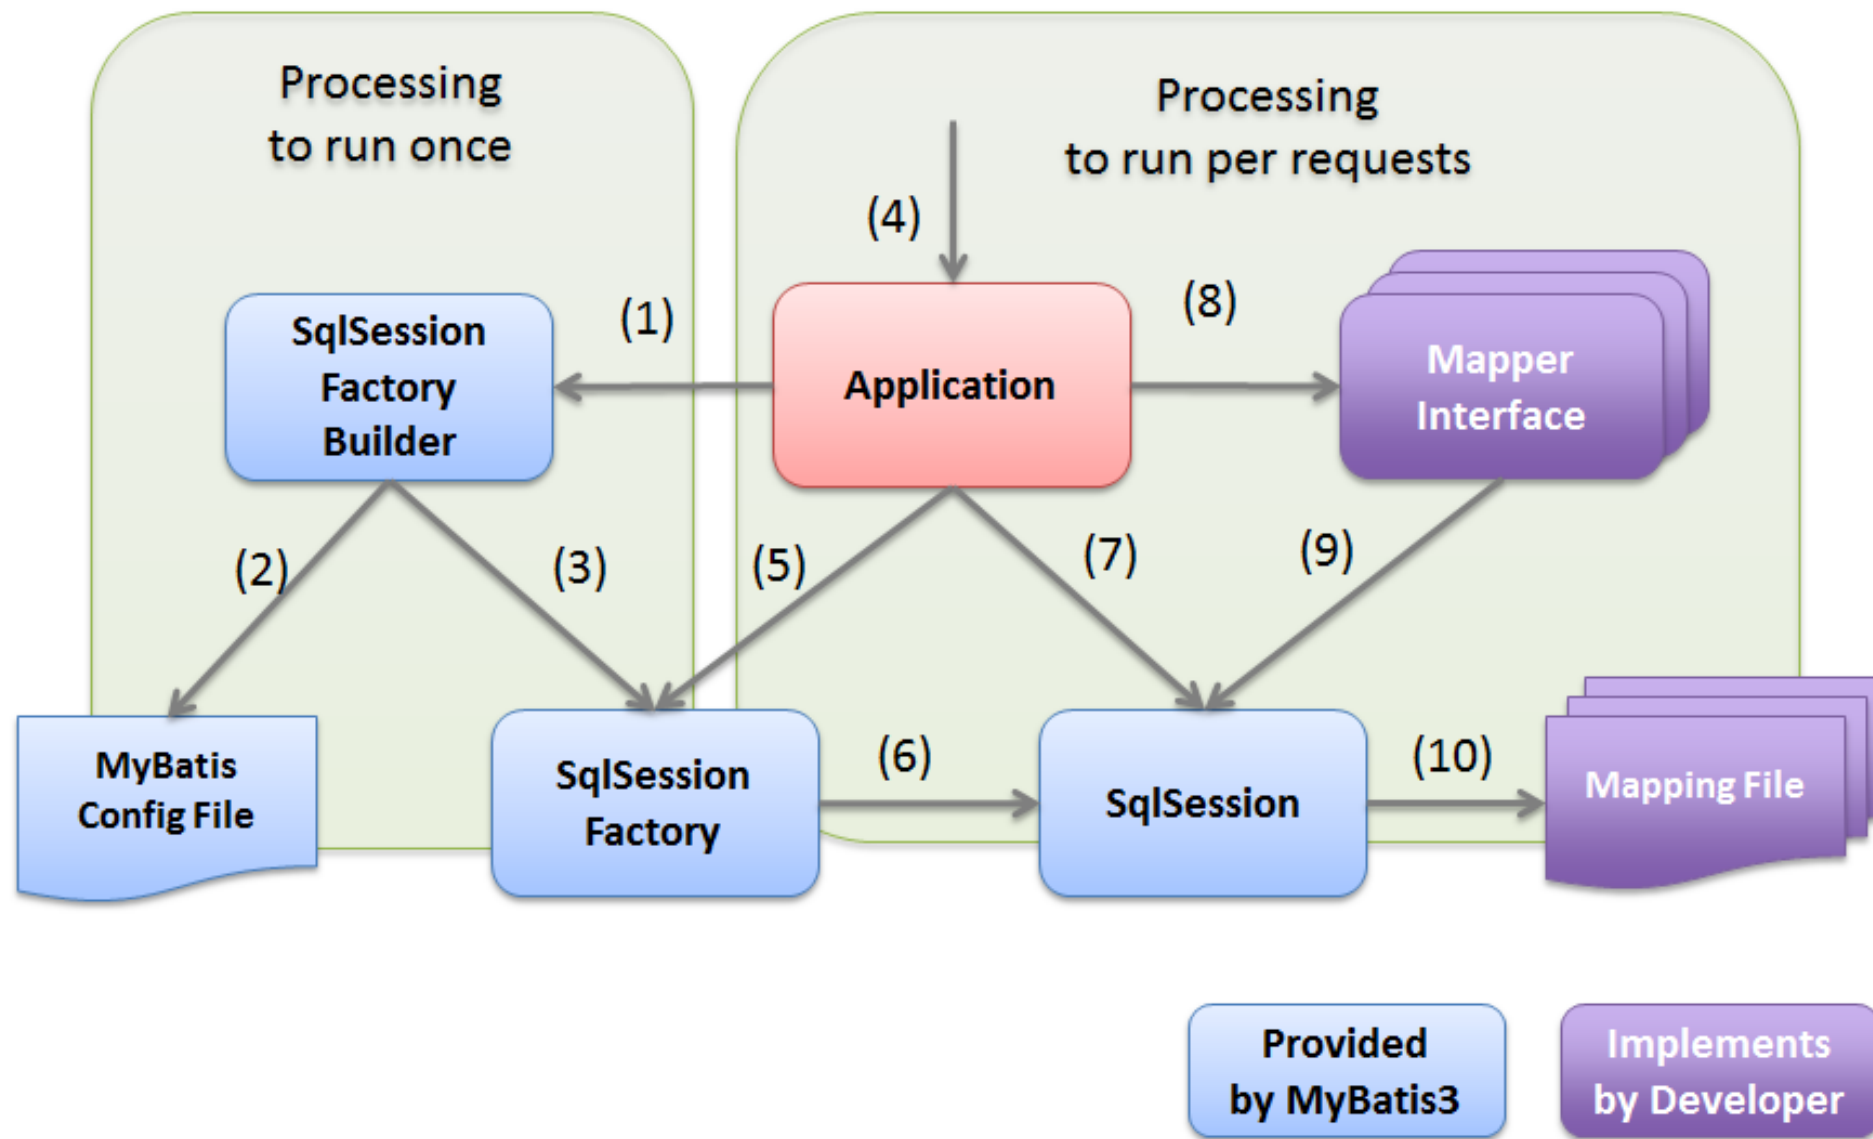 Processing
to run once
Processing
to run per requests
(4)
(1)
(8)
SqlSession
Factory
Builder
Application
Mapper
Interface
(2)
(3)
(5)
(7)
(9)
MyBatis
Config File
SqlSession
Factory
(6)
SqlSession
(10)
Mapping File
Provided
by MyBatis3
Implements
by Developer